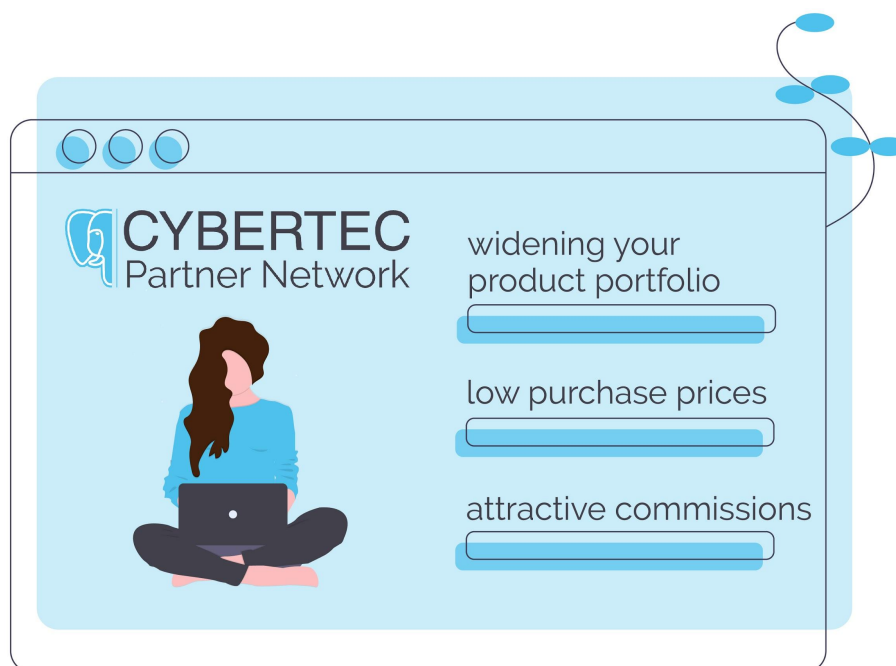 CYBERTEC
Partner Network
widening your
product portfolio
low purchase prices
attractive commissions